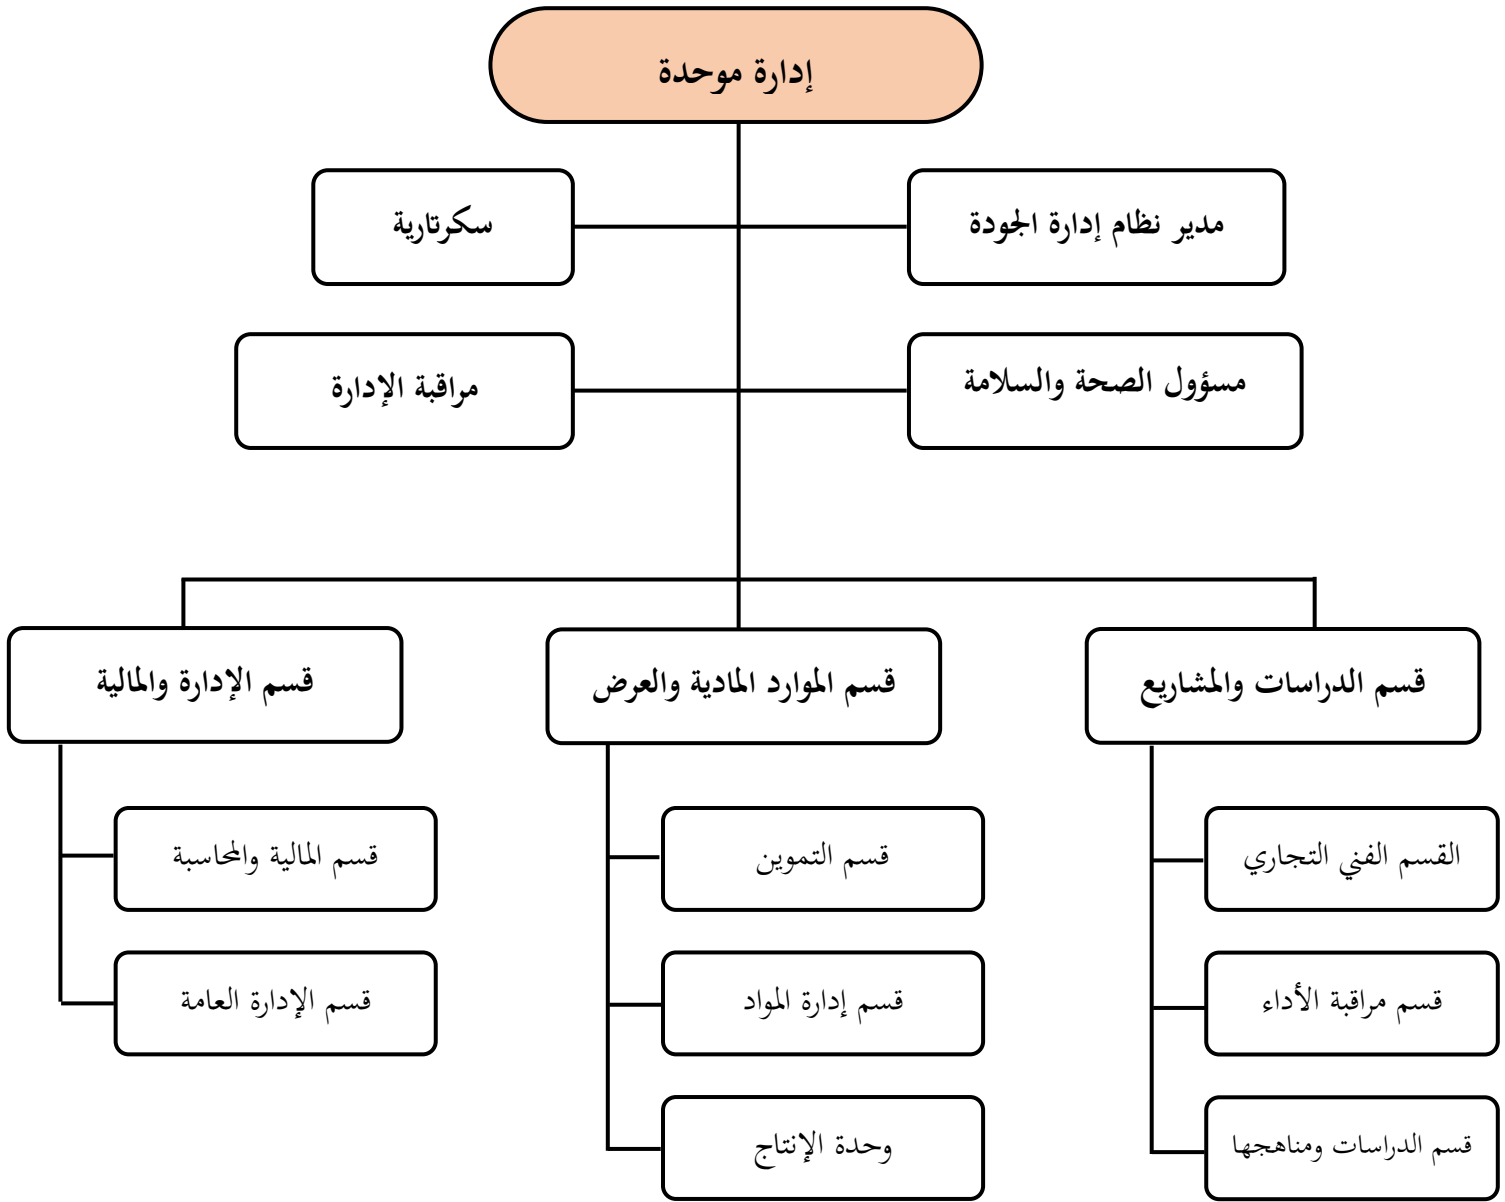 إدارة موحدة
مدير نظام إدارة الجودة
سكرتارية
مسؤول الصحة والسلامة
مراقبة الإدارة
قسم الدراسات والمشاريع
قسم الموارد المادية والعرض
قسم الإدارة والمالية
القسم الفني التجاري
قسم التموين
قسم المالية والمحاسبة
قسم مراقبة الأداء
قسم إدارة المواد
قسم الإدارة العامة
قسم الدراسات ومناهجها
وحدة الإنتاج